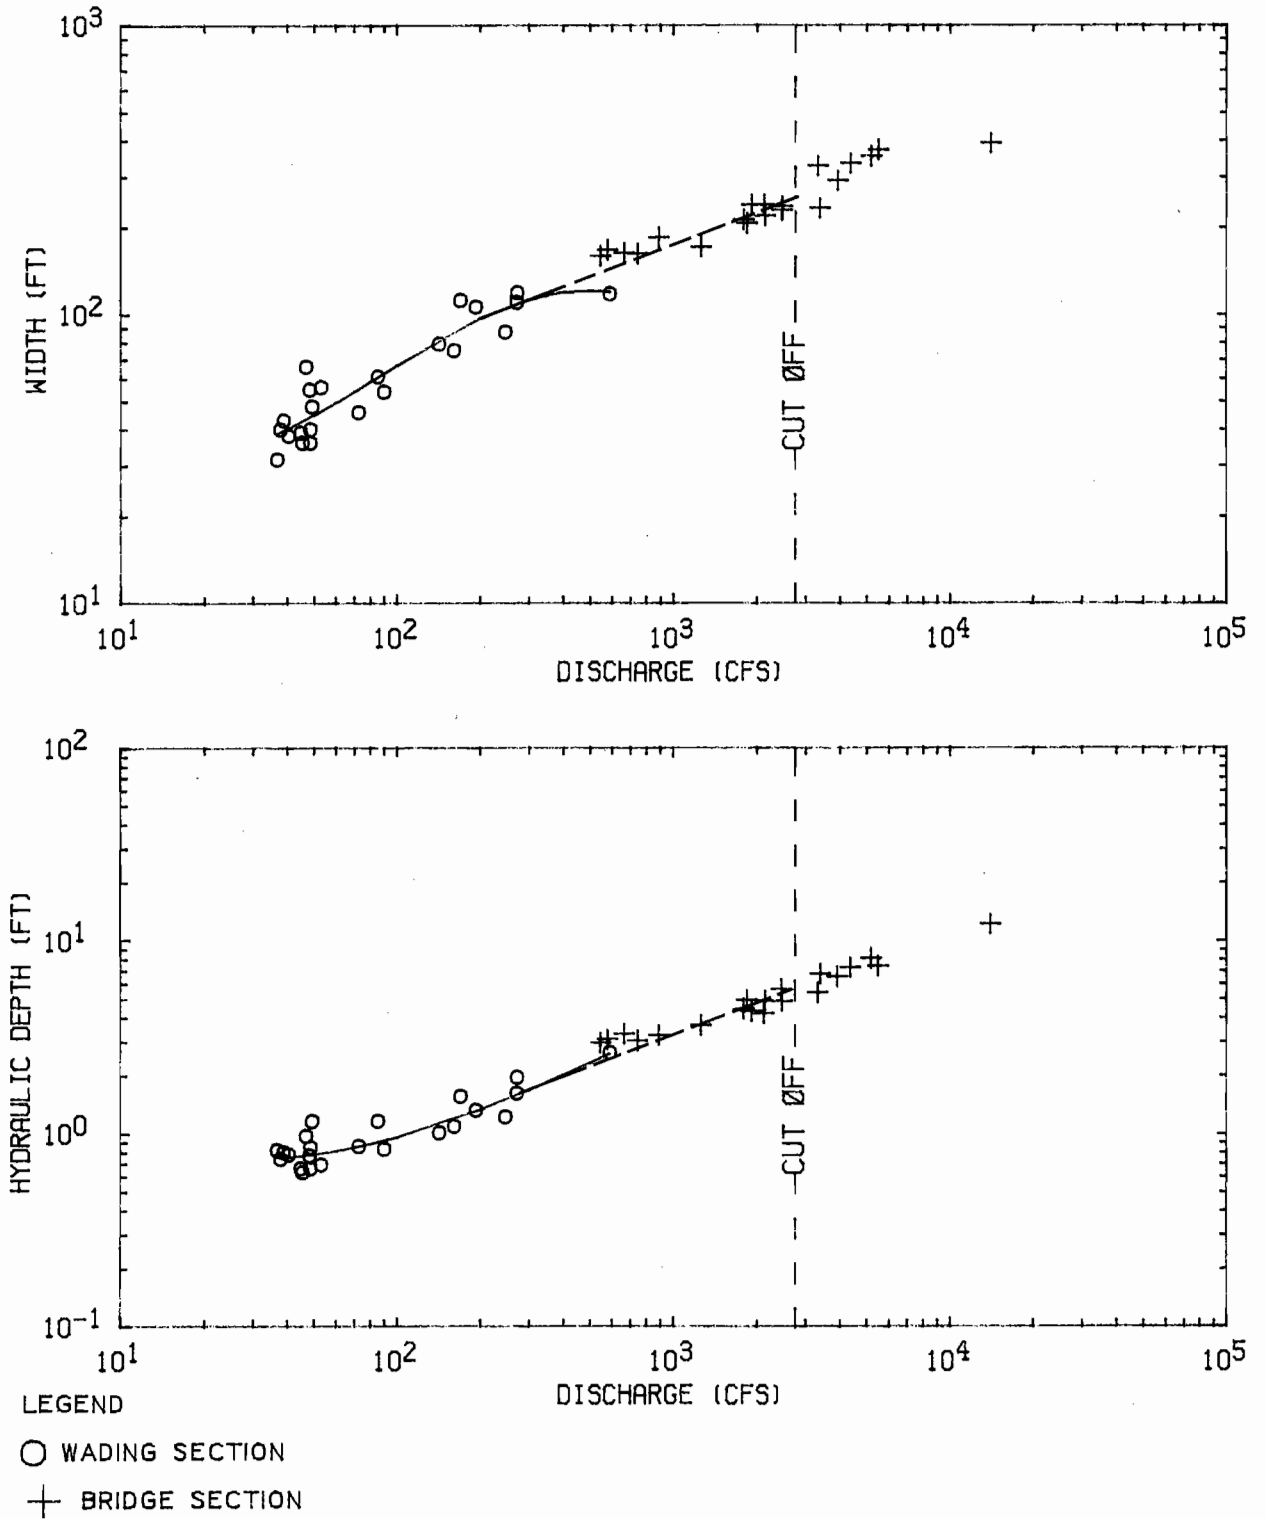 10³
WIDTH (FT)
10²
CUT ØFF
10¹
10¹ 10² 10³ 10⁴ 10⁵
DISCHARGE (CFS)
10²
HYDRAULIC DEPTH (FT)
10¹
10⁰
CUT ØFF
10⁻¹
10¹ 10² 10³ 10⁴ 10⁵
DISCHARGE (CFS)
LEGEND
WADING SECTION
BRIDGE SECTION